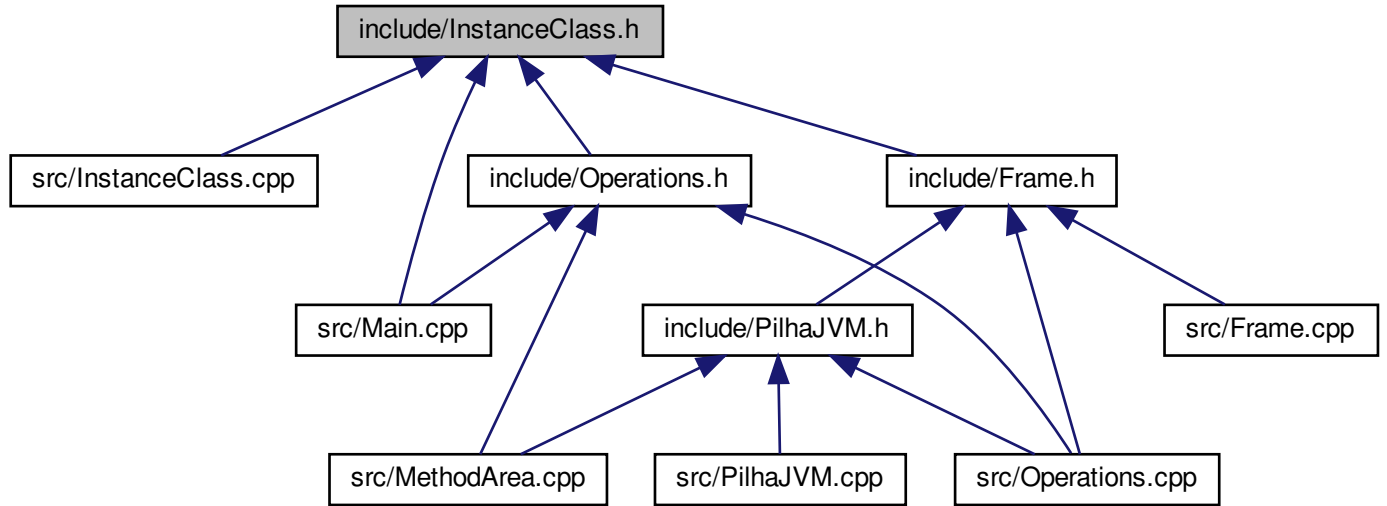 include/InstanceClass.h
src/InstanceClass.cpp
include/Operations.h
include/Frame.h
src/Main.cpp
include/PilhaJVM.h
src/Frame.cpp
src/MethodArea.cpp
src/PilhaJVM.cpp
src/Operations.cpp